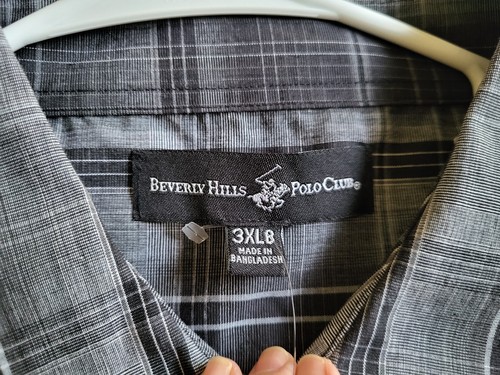 BEVERLY HILLS POLO CLUB®
3XLB
MADE IN
BANGLADESH